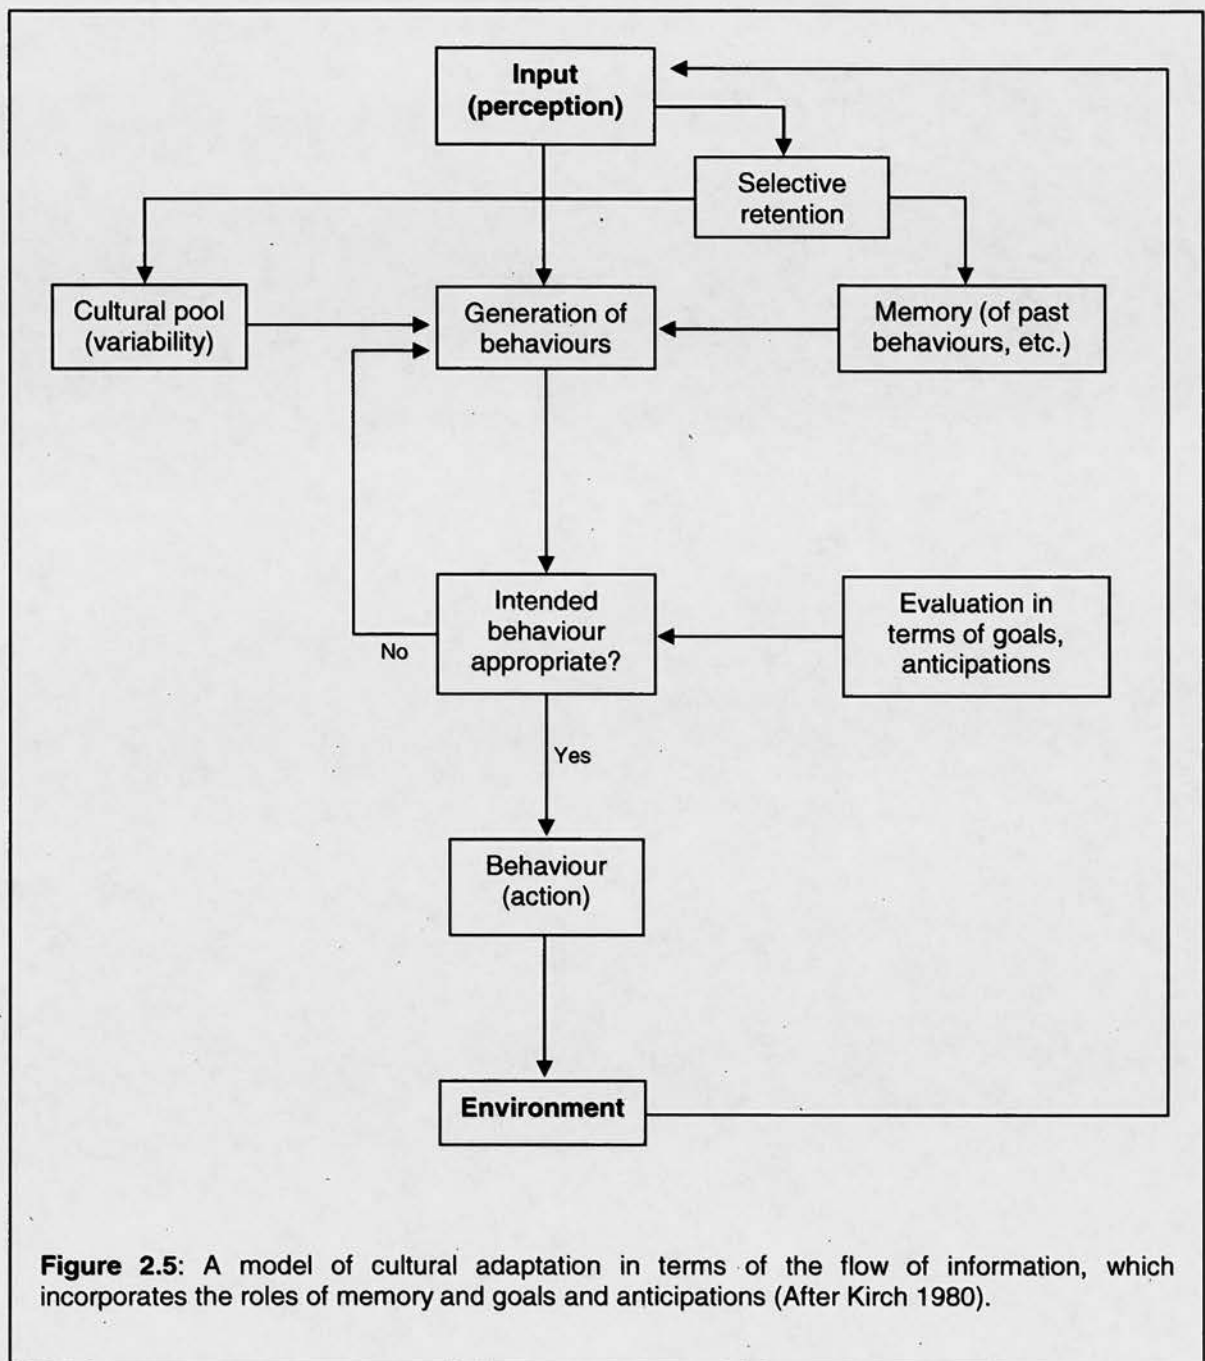 Input
(perception)
Selective
retention
Cultural pool
(variability)
Generation of
behaviours
Memory (of past
behaviours, etc.)
Intended
behaviour
appropriate?
Evaluation in
terms of goals,
anticipations
No
Yes
Behaviour
(action)
Environment
Figure 2.5: A model of cultural adaptation in terms of the flow of information, which
incorporates the roles of memory and goals and anticipations (After Kirch 1980).